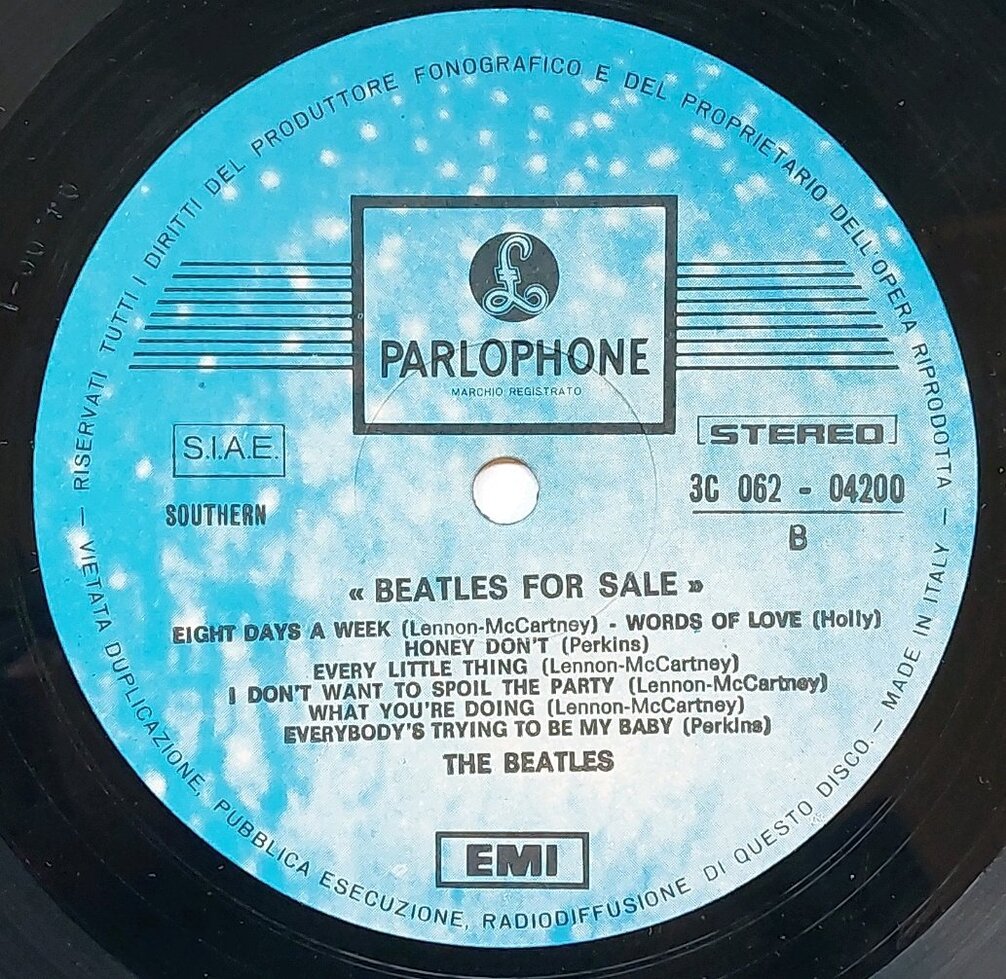 RISERVATI TUTTI I DIRITTI DEL PRODUTTORE FONOGRAFICO E DEL PROPRIETARIO DELL'OPERA RIPRODOTTA —
£
PARLOPHONE
MARCHIO REGISTRATO
S.I.A.E.
SOUTHERN
STEREO
3C 062 - 04200
B
« BEATLES FOR SALE »
EIGHT DAYS A WEEK (Lennon-McCartney) - WORDS OF LOVE (Holly)
HONEY DON'T (Perkins)
EVERY LITTLE THING (Lennon-McCartney)
I DON'T WANT TO SPOIL THE PARTY (Lennon-McCartney)
WHAT YOU'RE DOING (Lennon-McCartney)
EVERYBODY'S TRYING TO BE MY BABY (Perkins)
THE BEATLES
EMI
— VIETATA DUPLICAZIONE, PUBBLICA ESECUZIONE, RADIODIFFUSIONE DI QUESTO DISCO. — MADE IN ITALY